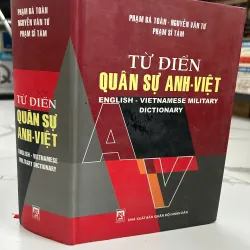 PHẠM BÁ TOÀN - NGUYỄN VĂN TƯ
PHẠM SĨ TÁM
TỪ ĐIỂN
QUÂN SỰ ANH-VIỆT
ENGLISH - VIETNAMESE MILITARY
DICTIONARY
NHÀ XUẤT BẢN QUÂN ĐỘI NHÂN DÂN
TỪ ĐIỂN
QUÂN SỰ
ANH-VIỆT
ENGLISH - VIETNAMESE
MILITARY DICTIONARY